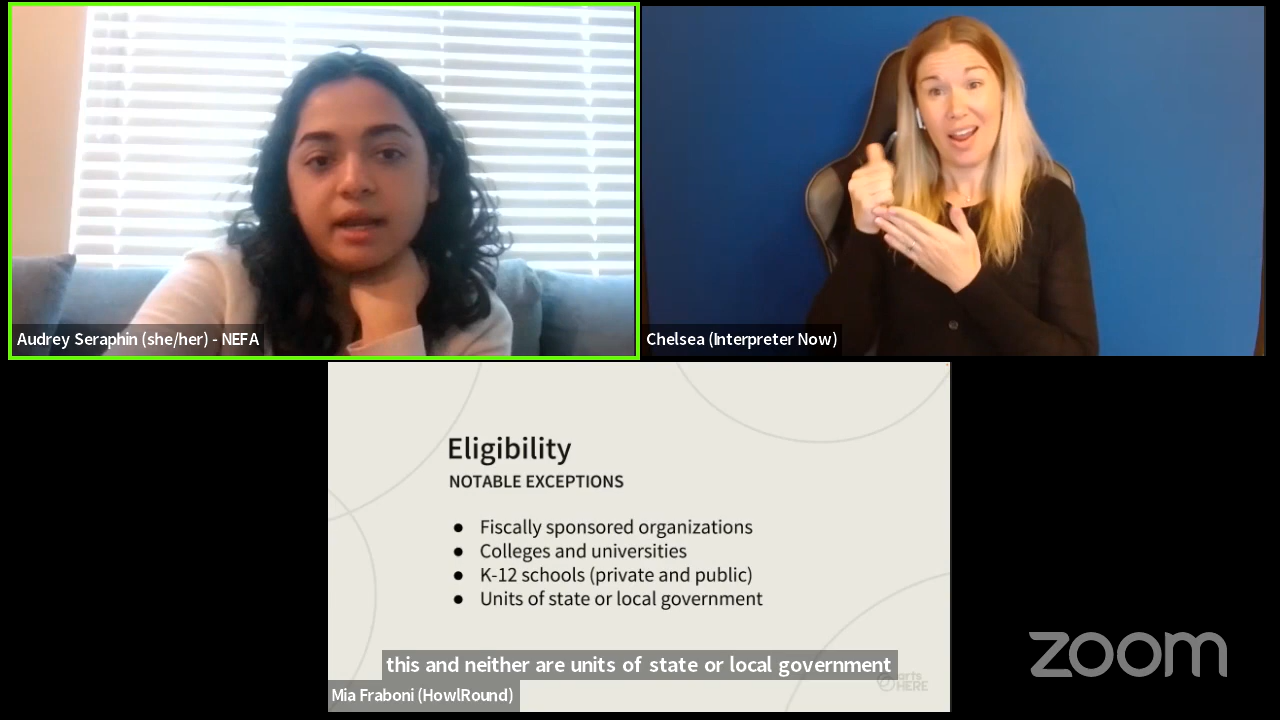 Audrey Seraphin (she/her) - NEFA
Chelsea (Interpreter Now)
Eligibility
NOTABLE EXCEPTIONS
● Fiscally sponsored organizations
● Colleges and universities
● K-12 schools (private and public)
● Units of state or local government
this and neither are units of state or local government
arts
HERE
Mia Fraboni (HowlRound)
zoom